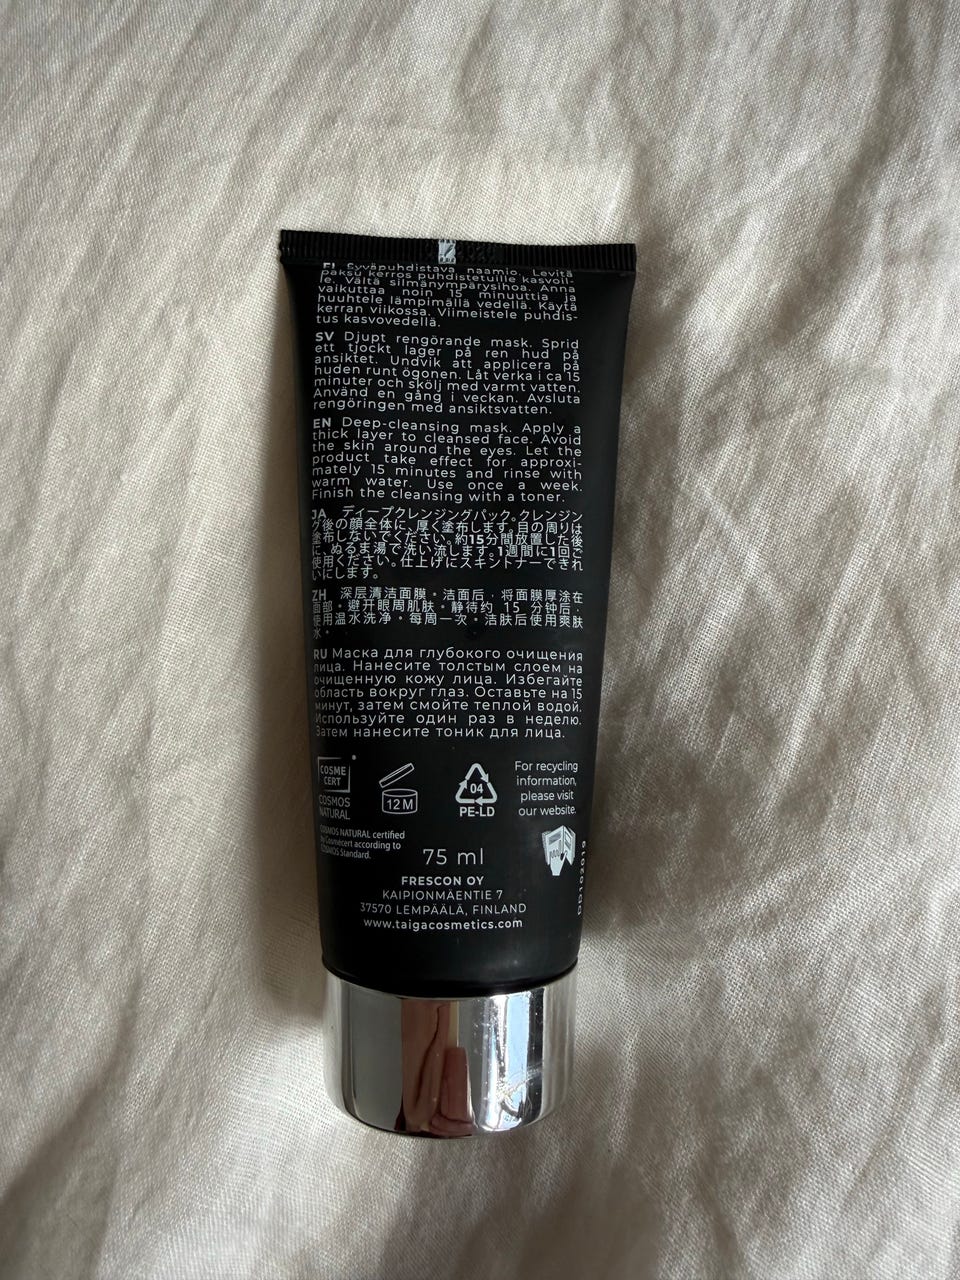 FI Syväpuhdistava naamio. Levitä
paksu kerros puhdistetuille kasvoil-
le. Vältä silmänympärysihoa. Anna
vaikuttaa noin 15 minuuttia ja
huuhtele lämpimällä vedellä. Käytä
kerran viikossa. Viimeistele puhdis-
tus kasvovedellä.
SV Djupt rengörande mask. Sprid
ett tjockt lager på ren hud på
ansiktet. Undvik att applicera på
huden runt ögonen. Låt verka i ca 15
minuter och skölj med varmt vatten.
Använd en gång i veckan. Avsluta
rengöringen med ansiktsvatten.
EN Deep-cleansing mask. Apply a
thick layer to cleansed face. Avoid
the skin around the eyes. Let the
product take effect for approxi-
mately 15 minutes and rinse with
warm water. Use once a week.
Finish the cleansing with a toner.
JA ディープクレンジングパック。クレンジン
グ後の顔全体に、厚く塗布します。目の周りは
塗布しないでください。約15分間放置した後
に、ぬるま湯で洗い流します。1週間に1回ご
使用ください。仕上げにスキントナーできれ
いにします。
ZH 深层清洁面膜。洁面后，将面膜厚涂在
面部。避开眼周肌肤。静待约 15 分钟后，
使用温水洗净。每周一次。洁肤后使用爽肤
水。
RU Маска для глубокого очищения
лица. Нанесите толстым слоем на
очищенную кожу лица. Избегайте
область вокруг глаз. Оставьте на 15
минут, затем смойте теплой водой.
Используйте один раз в неделю.
Затем нанесите тоник для лица.
COSME
CERT
COSMOS
NATURAL
COSMOS NATURAL certified
by Cosmécert according to
COSMOS Standard.
12M
04
PE-LD
For recycling
information,
please visit
our website.
75 ml
FRESCON OY
KAIPIONMÄENTIE 7
37570 LEMPÄÄLÄ, FINLAND
www.taigacosmetics.com
DD102019